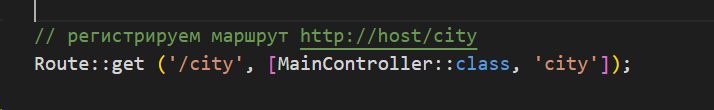 // регистрируем маршрут http://host/city
Route::get ('/city', [MainController::class, 'city']);